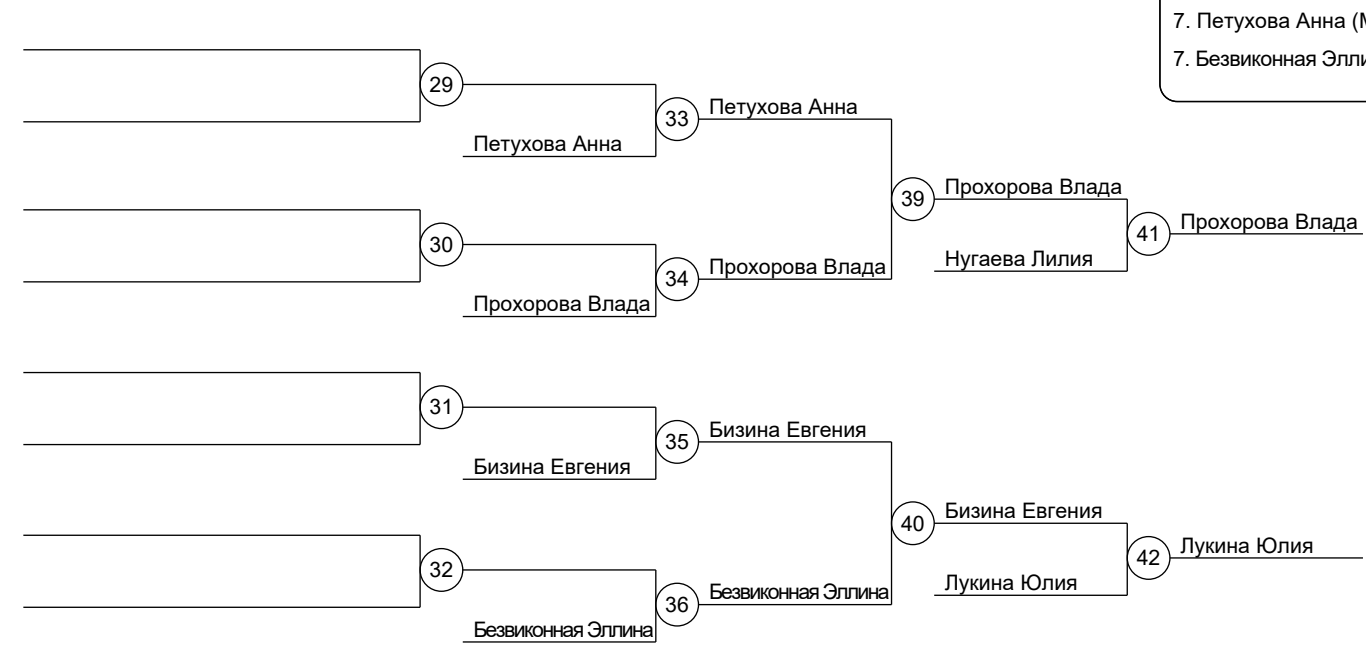 7. Петухова Анна (
7. Безвиконная Элли
29
33
Петухова Анна
Петухова Анна
39
Прохорова Влада
41
Прохорова Влада
30
34
Прохорова Влада
Нугаева Лилия
Прохорова Влада
31
35
Бизина Евгения
Бизина Евгения
40
Бизина Евгения
42
Лукина Юлия
32
36
Безвиконная Эллина
Лукина Юлия
Безвиконная Эллина